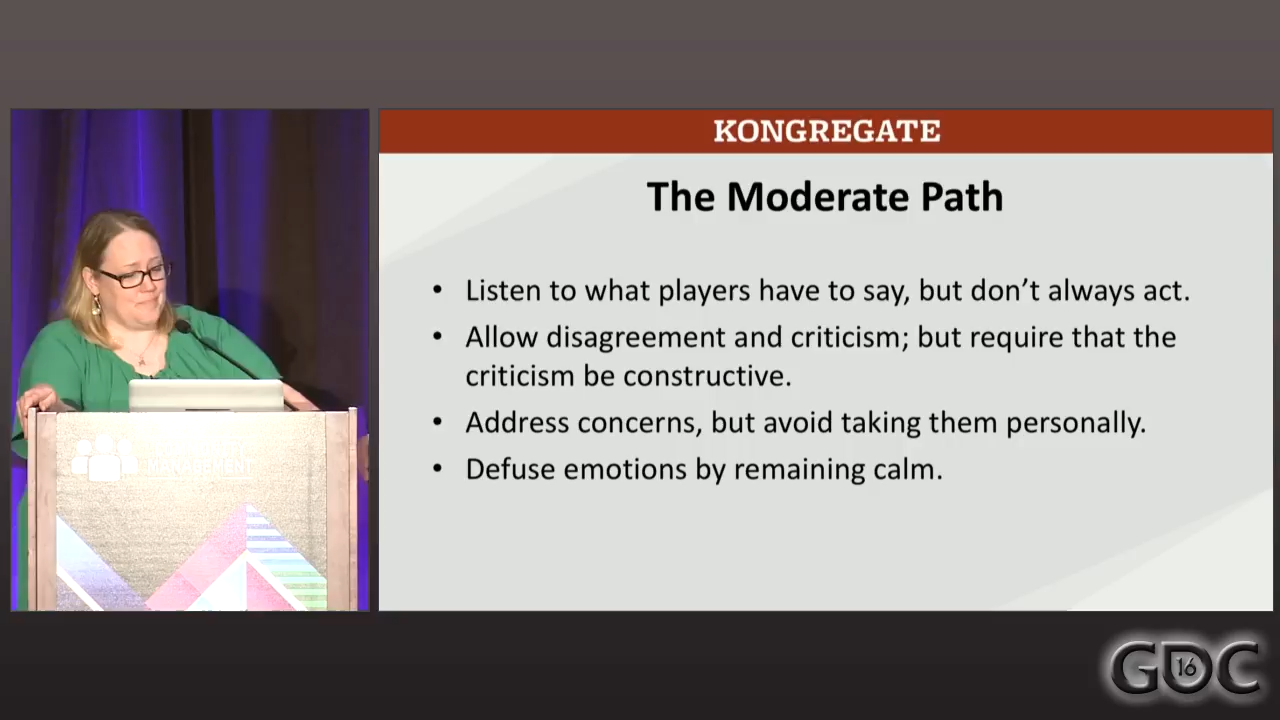 KONGREGATE
The Moderate Path
• Listen to what players have to say, but don’t always act.
• Allow disagreement and criticism; but require that the
criticism be constructive.
• Address concerns, but avoid taking them personally.
• Defuse emotions by remaining calm.
MANAGEMENT
GDC
16